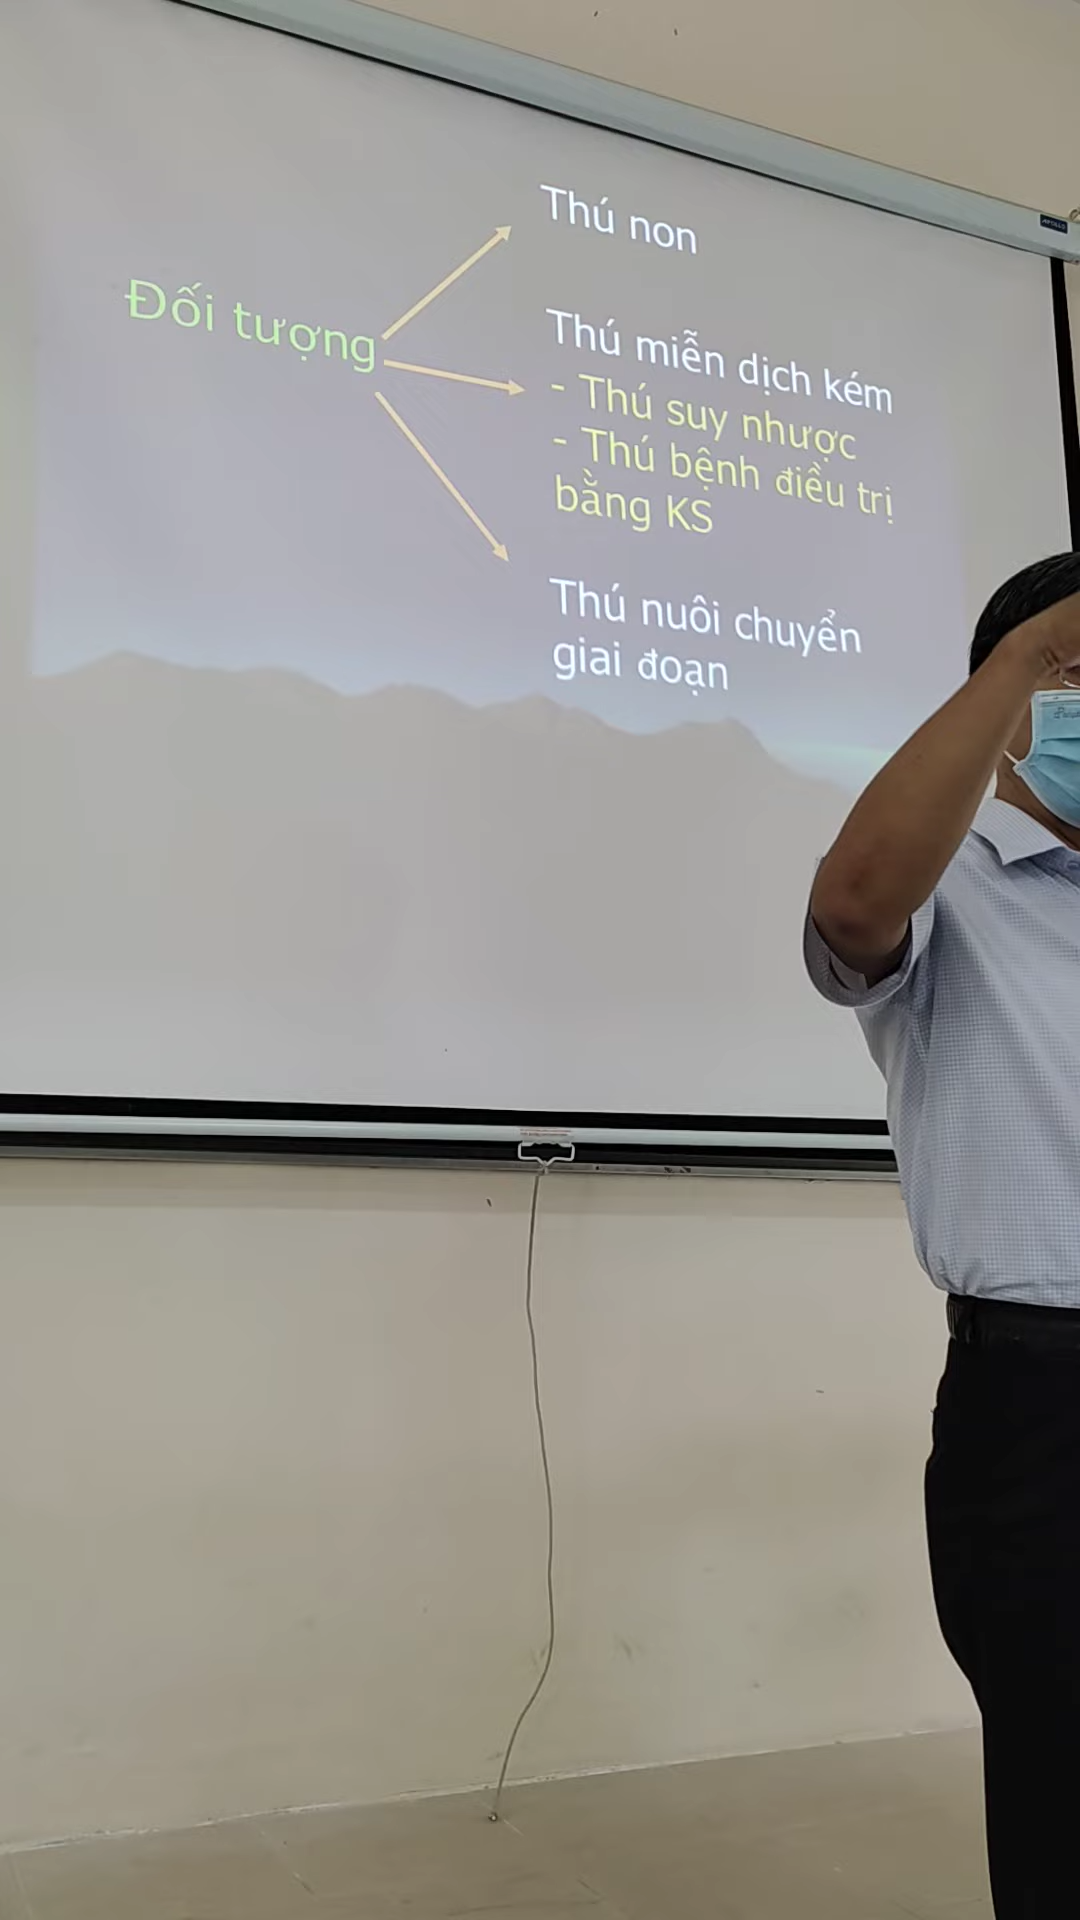 Thú non
Đối tượng
Thú miễn dịch kém
- Thú suy nhược
- Thú bệnh điều trị
bằng KS
Thú nuôi chuyển
giai đoạn
APOLLO